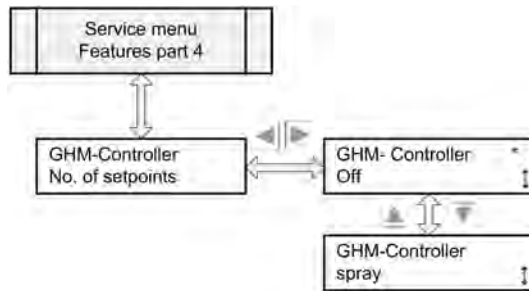 Service menu
Features part 4
GHM-Controller
No. of setpoints
GHM- Controller *
Off
GHM-Controller
spray